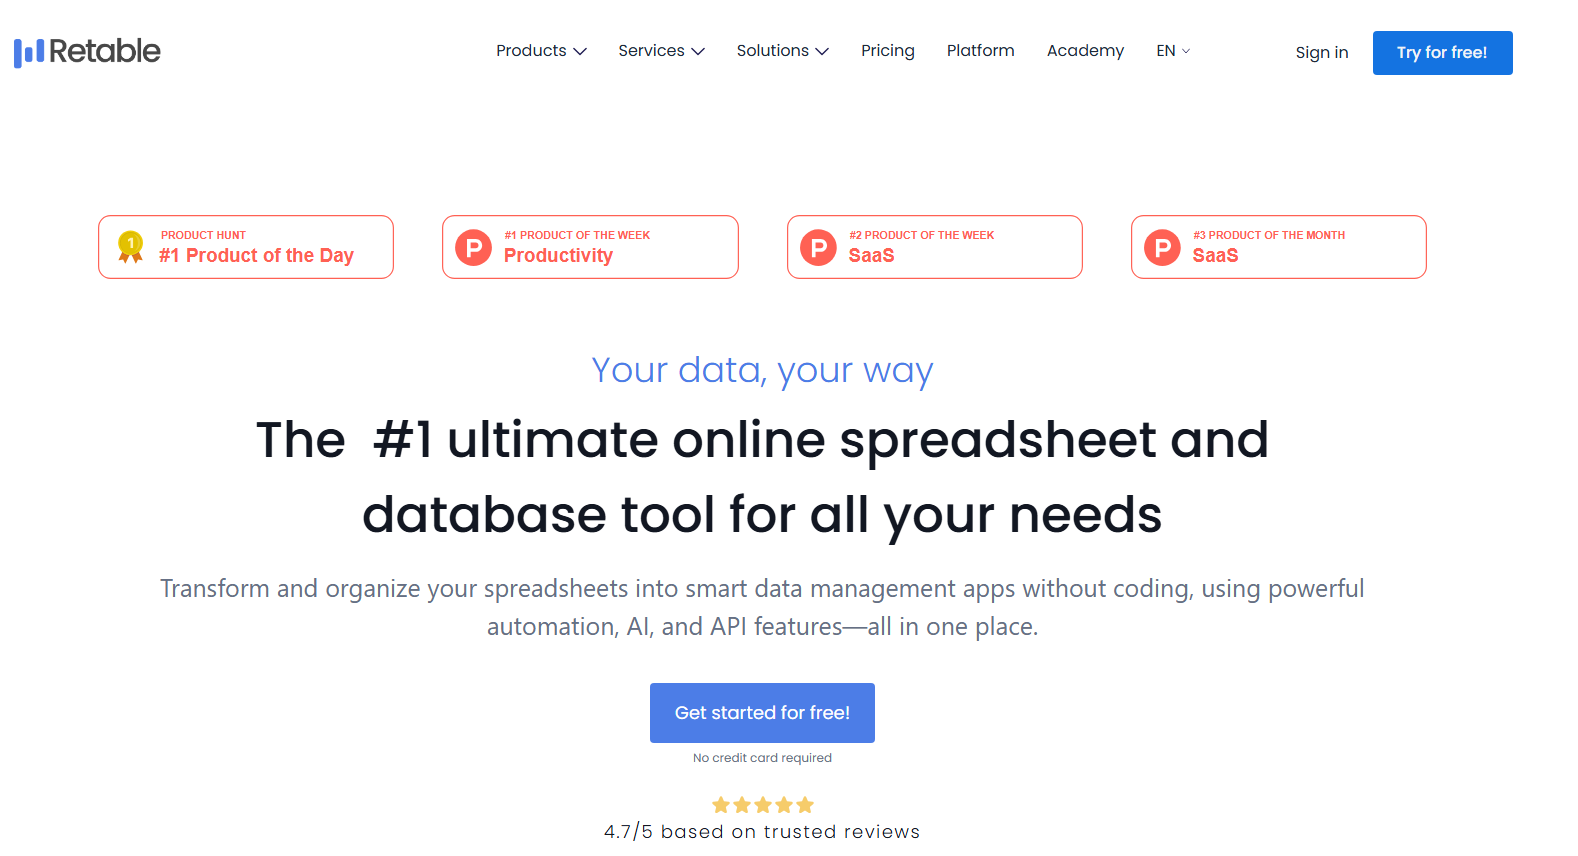 Retable
Products Services Solutions Pricing Platform Academy EN Sign in Try for free!
1 PRODUCT HUNT
#1 Product of the Day
P #1 PRODUCT OF THE WEEK
Productivity
P #2 PRODUCT OF THE WEEK
SaaS
P #3 PRODUCT OF THE MONTH
SaaS
Your data, your way
The #1 ultimate online spreadsheet and
database tool for all your needs
Transform and organize your spreadsheets into smart data management apps without coding, using powerful
automation, AI, and API features—all in one place.
Get started for free!
No credit card required
4.7/5 based on trusted reviews